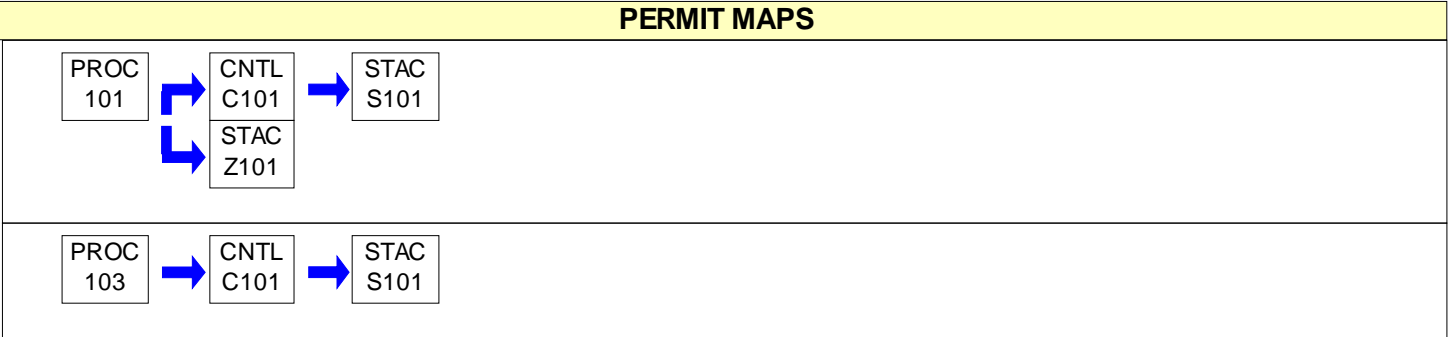 PERMIT MAPS
PROC
101
CNTL
C101
STAC
S101
STAC
Z101
PROC
103
CNTL
C101
STAC
S101